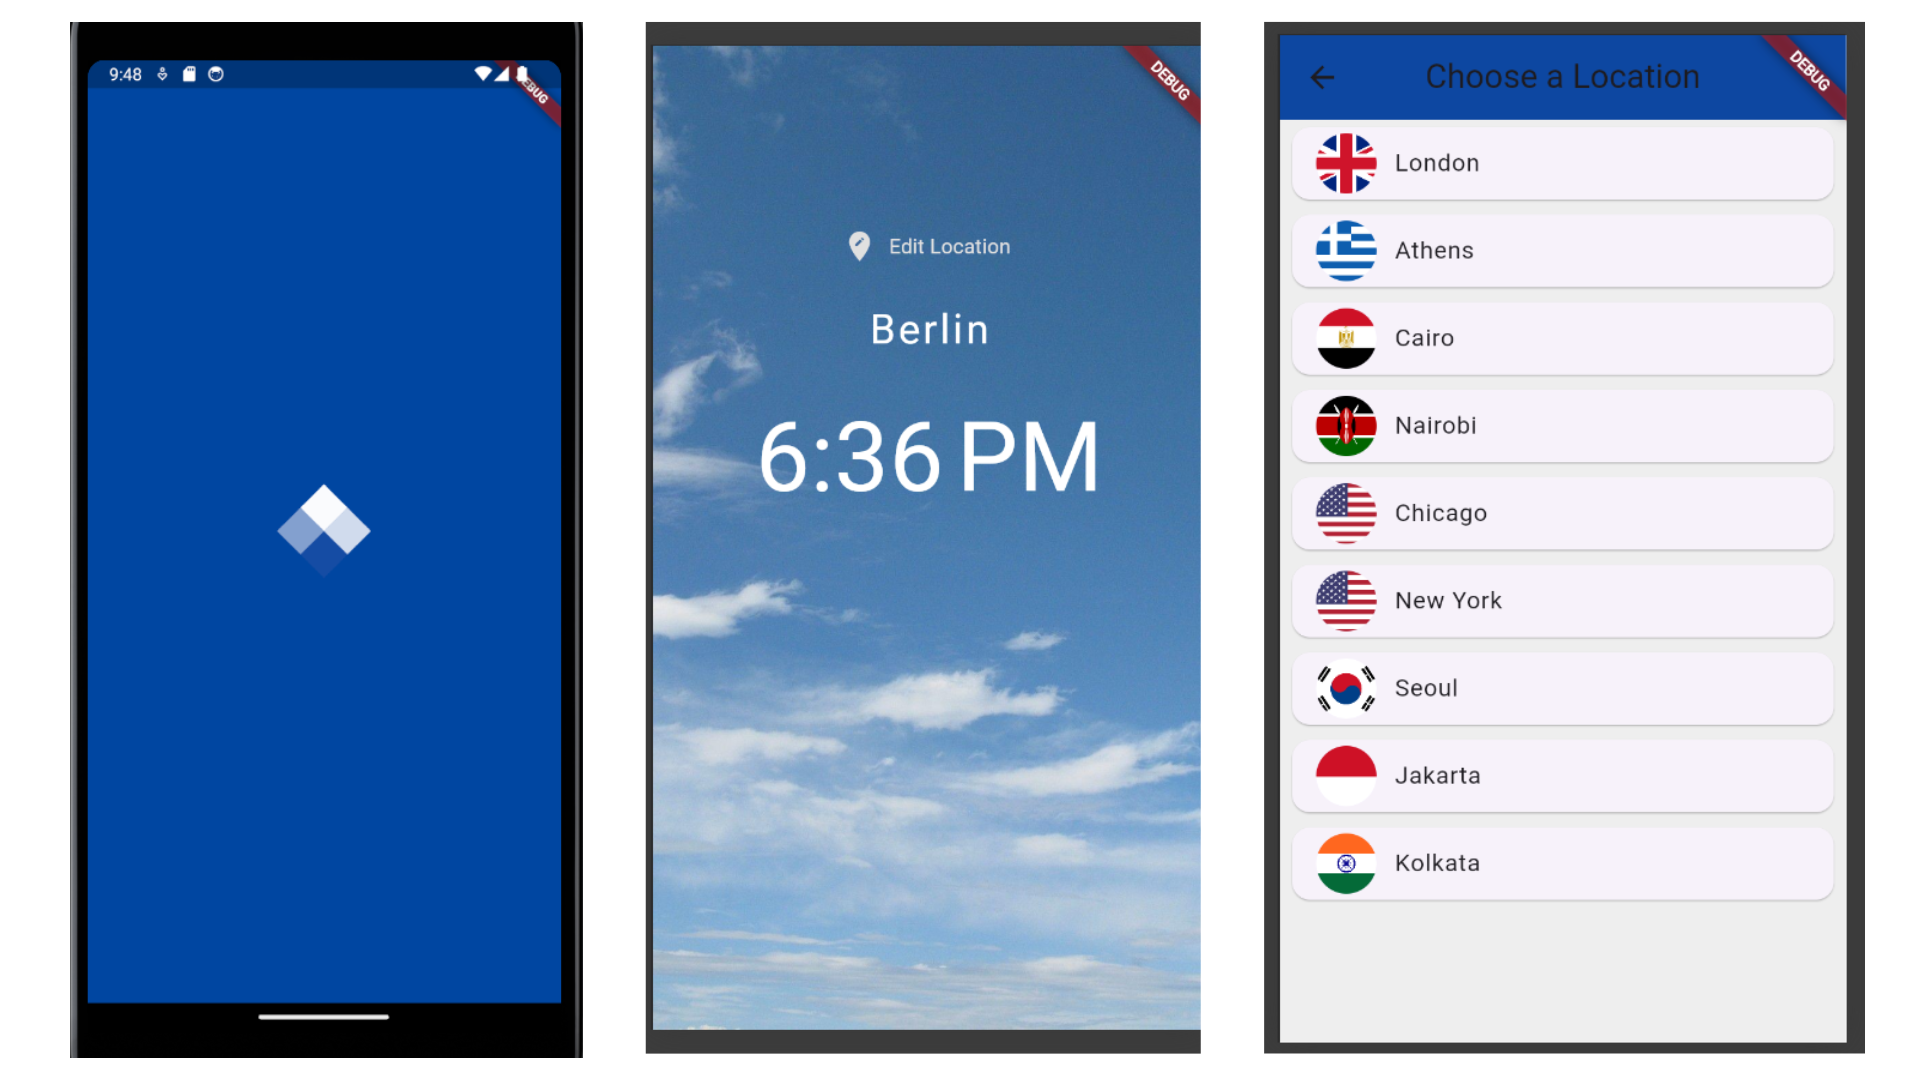 9:48
DEBUG
DEBUG
Edit Location
Berlin
6:36 PM
Choose a Location
DEBUG
London
Athens
Cairo
Nairobi
Chicago
New York
Seoul
Jakarta
Kolkata